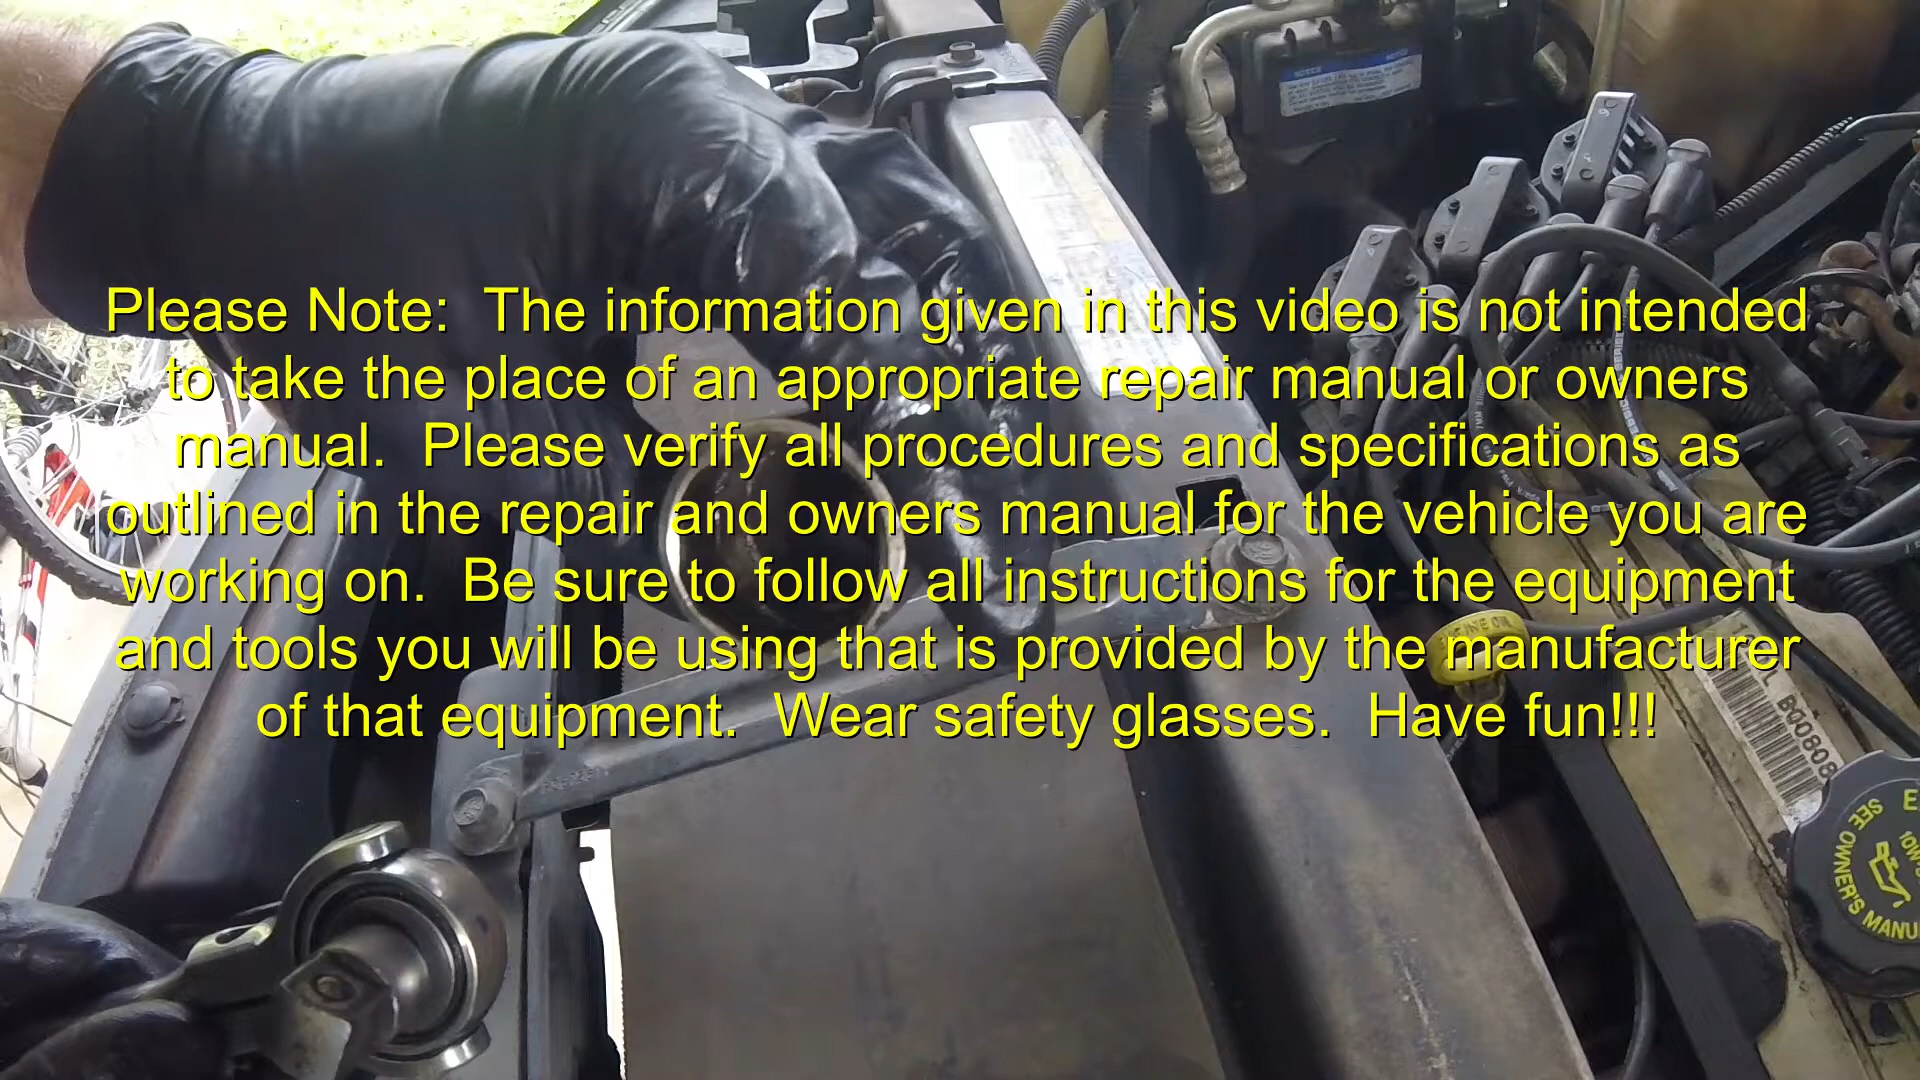 Please Note:  The information given in this video is not intended
to take the place of an appropriate repair manual or owners
manual.  Please verify all procedures and specifications as
outlined in the repair and owners manual for the vehicle you are
working on.  Be sure to follow all instructions for the equipment
and tools you will be using that is provided by the manufacturer
of that equipment.  Wear safety glasses.  Have fun!!!
NOTICE
B00808
SEE OWNER'S MANU
10W